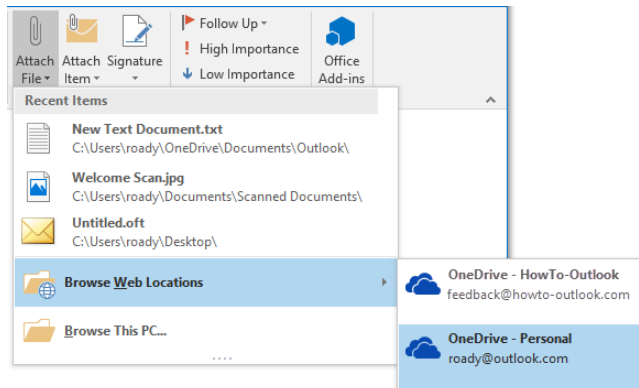 Attach File
Attach Item
Signature
Follow Up
High Importance
Low Importance
Office Add-ins
Recent Items
New Text Document.txt
C:\Users\roady\OneDrive\Documents\Outlook\
Welcome Scan.jpg
C:\Users\roady\Documents\Scanned Documents\
Untitled.oft
C:\Users\roady\Desktop\
Browse Web Locations
OneDrive - HowTo-Outlook
feedback@howto-outlook.com
OneDrive - Personal
roady@outlook.com
Browse This PC...